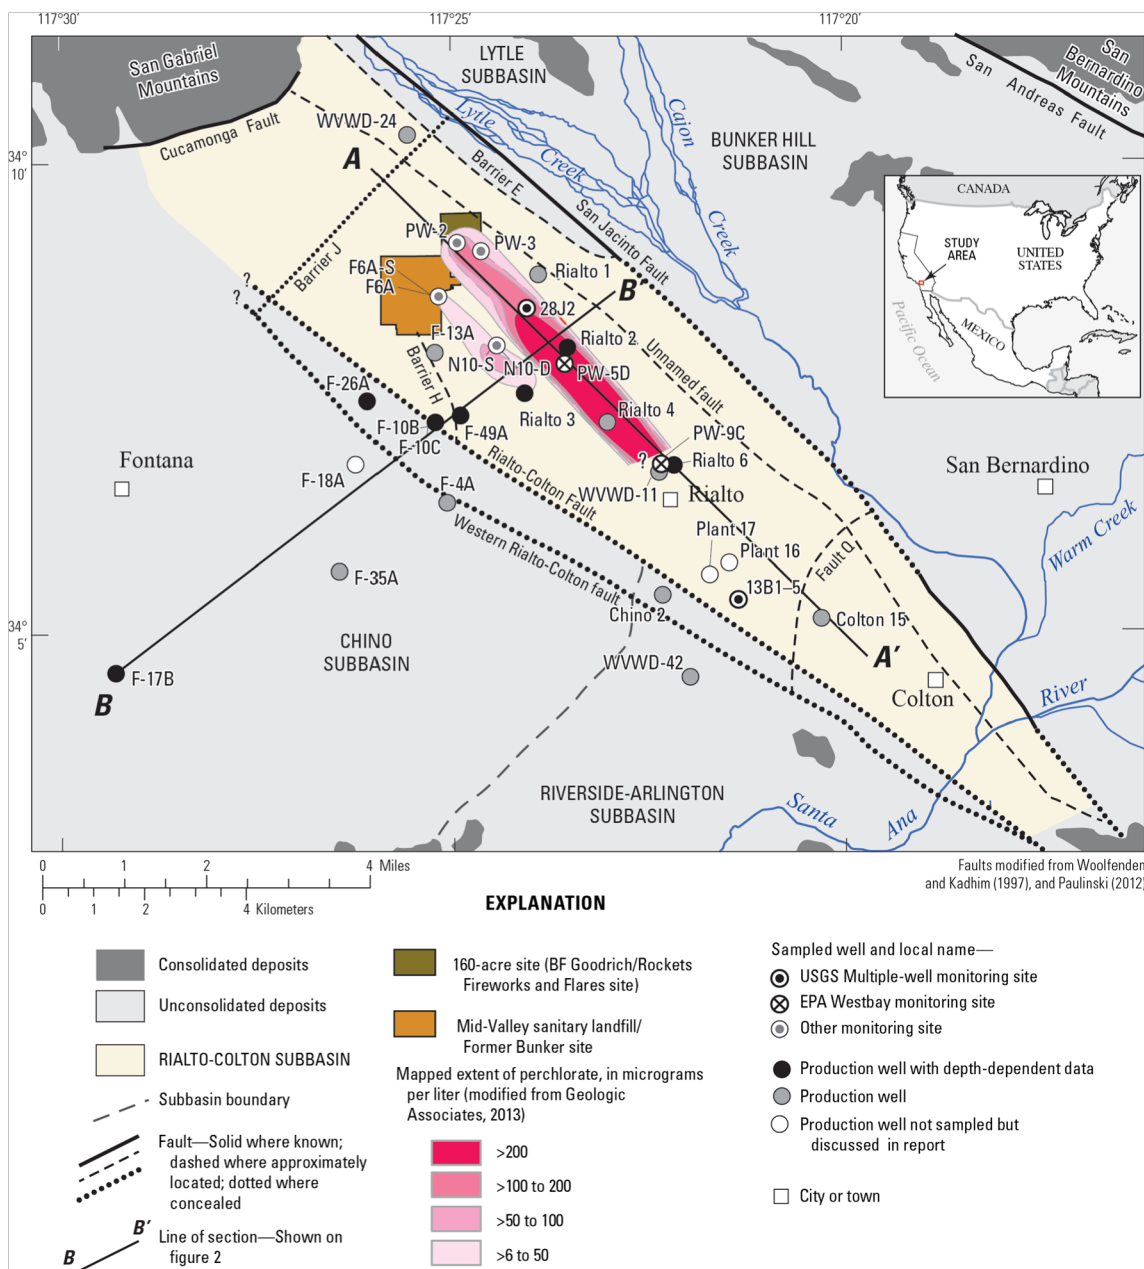 117°30'
117°25'
117°20'
San Gabriel
Mountains
LYTLE
SUBBASIN
San
Bernardino
Mountains
San Andreas Fault
Cucamonga Fault
WVWD-24
Lytle
Creek
Cajon
Creek
BUNKER HILL
SUBBASIN
34°
10'
A
Barrier E
San Jacinto Fault
CANADA
UNITED
STATES
STUDY
AREA
MEXICO
Pacific Ocean
PW-2
PW-3
Barrier J
F6A-S
F6A
Rialto 1
B'
?
?
28J2
F-13A
Rialto 2
Unnamed fault
N10-S
N10-D
PW-5D
Barrier H
F-26A
Rialto 3
Rialto 4
F-10B
F-10C
F-49A
PW-9C
Fontana
?
Rialto 6
San Bernardino
F-18A
F-4A
Rialto-Colton Fault
WVWD-11
Rialto
Western Rialto-Colton fault
Plant 17
Plant 16
Fault Q
Warm Creek
F-35A
13B1–5
Chino 2
Colton 15
34°
5'
CHINO
SUBBASIN
WVWD-42
A'
F-17B
B
Colton
River
RIVERSIDE-ARLINGTON
SUBBASIN
Santa
Ana
0 1 2 4 Miles
0 1 2 4 Kilometers
Faults modified from Woolfenden
and Kadhim (1997), and Paulinski (2012)
EXPLANATION
Consolidated deposits
Unconsolidated deposits
RIALTO-COLTON SUBBASIN
Subbasin boundary
Fault—Solid where known;
dashed where approximately
located; dotted where
concealed
B B'
Line of section—Shown on
figure 2
160-acre site (BF Goodrich/Rockets
Fireworks and Flares site)
Mid-Valley sanitary landfill/
Former Bunker site
Mapped extent of perchlorate, in micrograms
per liter (modified from Geologic
Associates, 2013)
>200
>100 to 200
>50 to 100
>6 to 50
Sampled well and local name—
USGS Multiple-well monitoring site
EPA Westbay monitoring site
Other monitoring site
Production well with depth-dependent data
Production well
Production well not sampled but
discussed in report
City or town